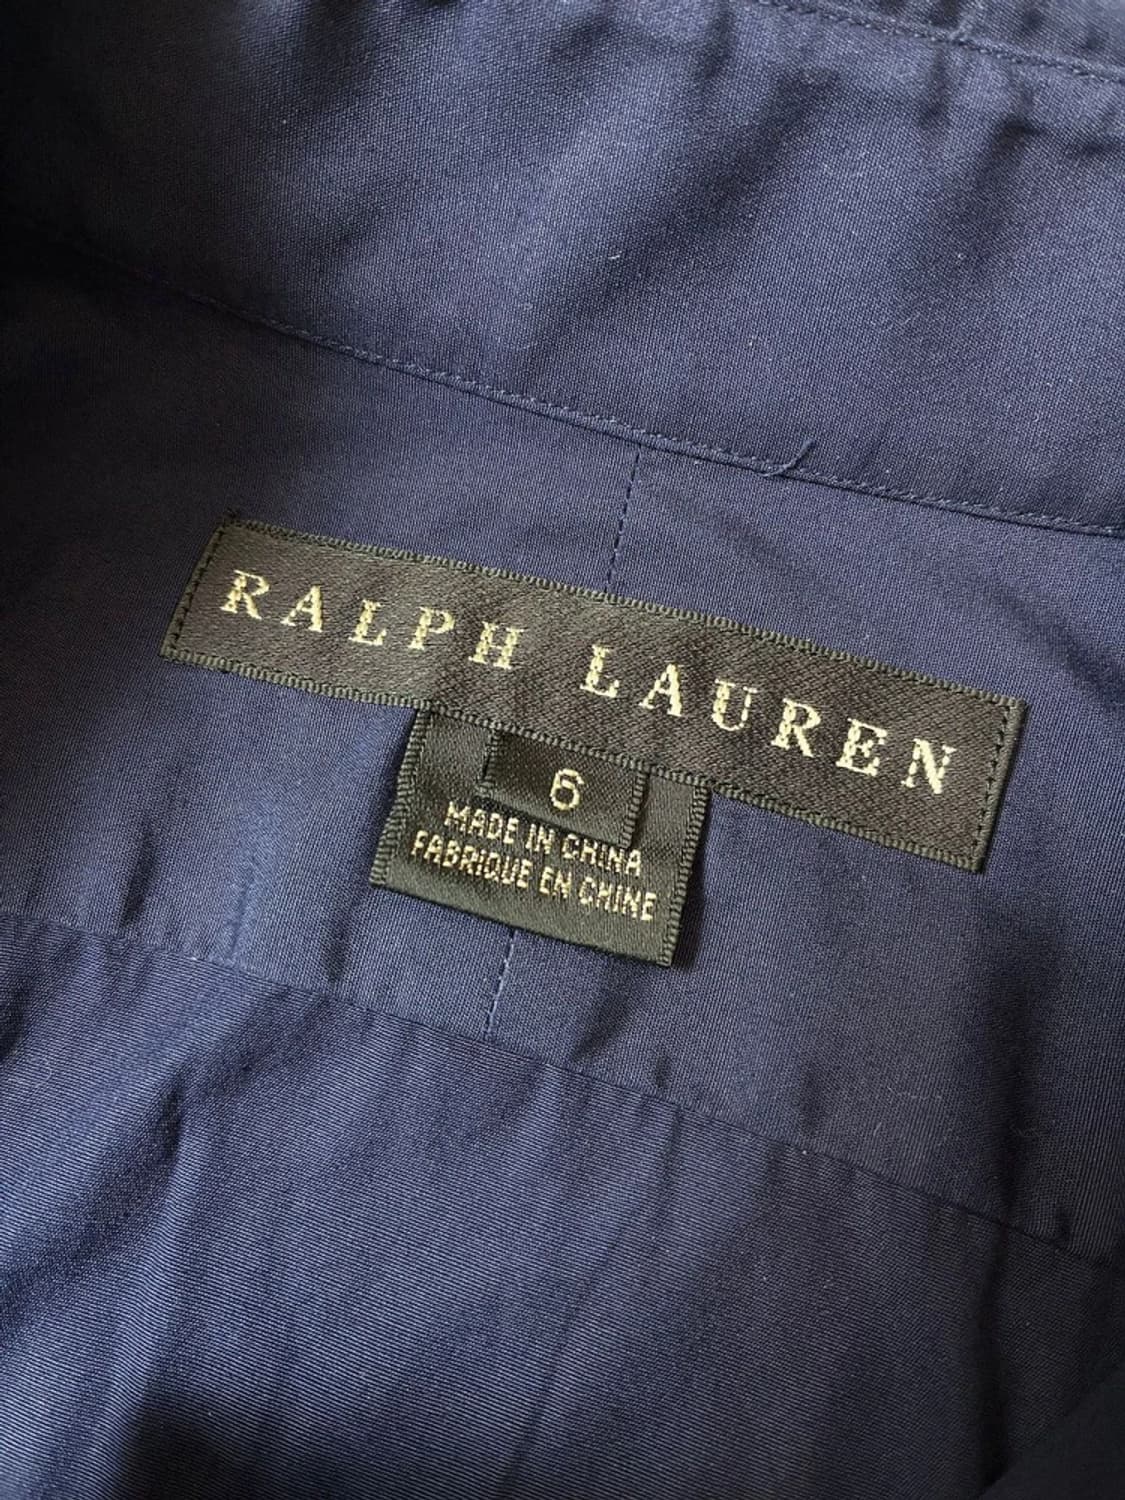 RALPH LAUREN
6
MADE IN CHINA
FABRIQUE EN CHINE